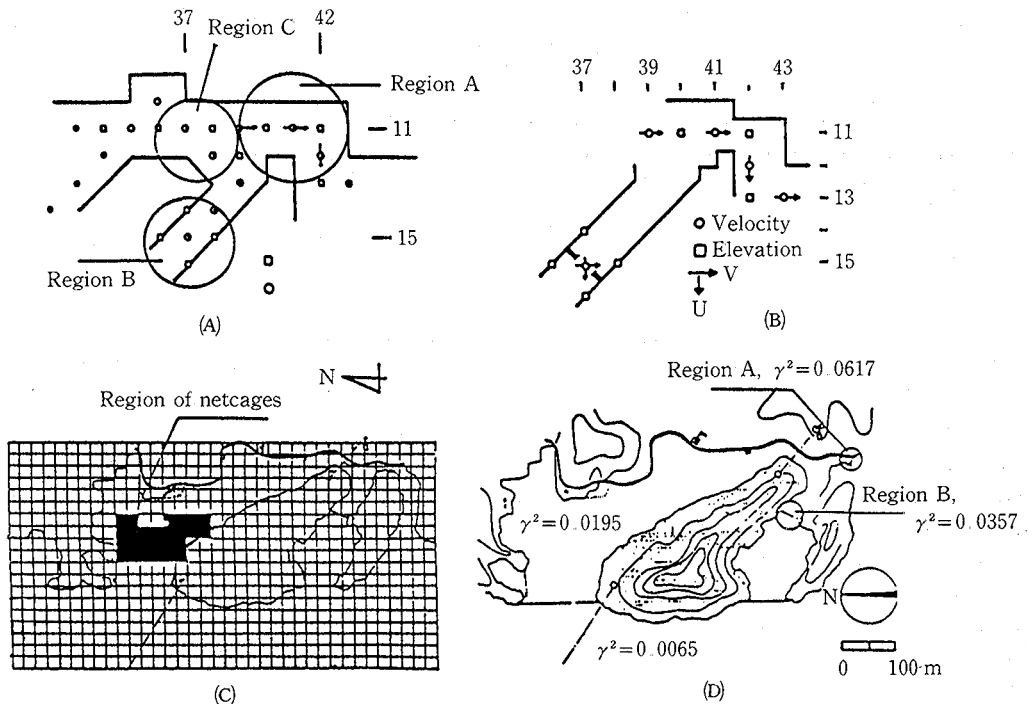 37
42
Region C
Region A
11
15
Region B
(A)
37
39
41
43
11
13
15
Velocity
Elevation
V
U
(B)
N
Region of netcages
(C)
Region A, γ²=0.0617
γ²=0.0195
Region B,
γ²=0.0357
N
γ²=0.0065
0 100 m
(D)